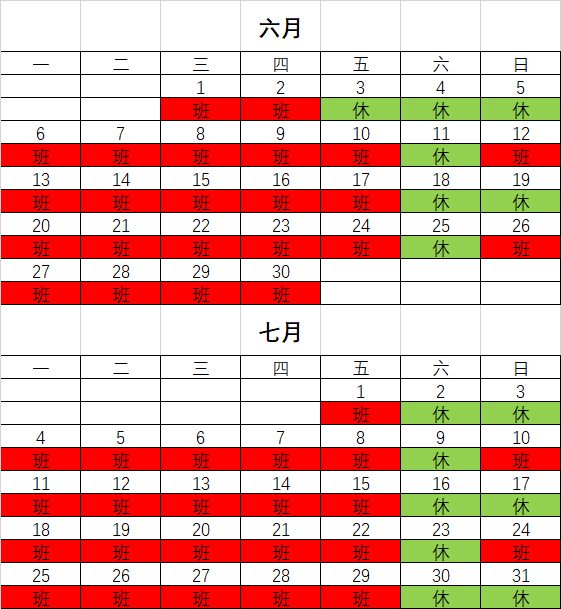 六月
一 二 三 四 五 六 日
1 2 3 4 5
班 班 休 休 休
6 7 8 9 10 11 12
班 班 班 班 班 休 班
13 14 15 16 17 18 19
班 班 班 班 班 休 休
20 21 22 23 24 25 26
班 班 班 班 班 休 班
27 28 29 30
班 班 班 班
七月
一 二 三 四 五 六 日
1 2 3
班 休 休
4 5 6 7 8 9 10
班 班 班 班 班 休 班
11 12 13 14 15 16 17
班 班 班 班 班 休 休
18 19 20 21 22 23 24
班 班 班 班 班 休 班
25 26 27 28 29 30 31
班 班 班 班 班 休 休